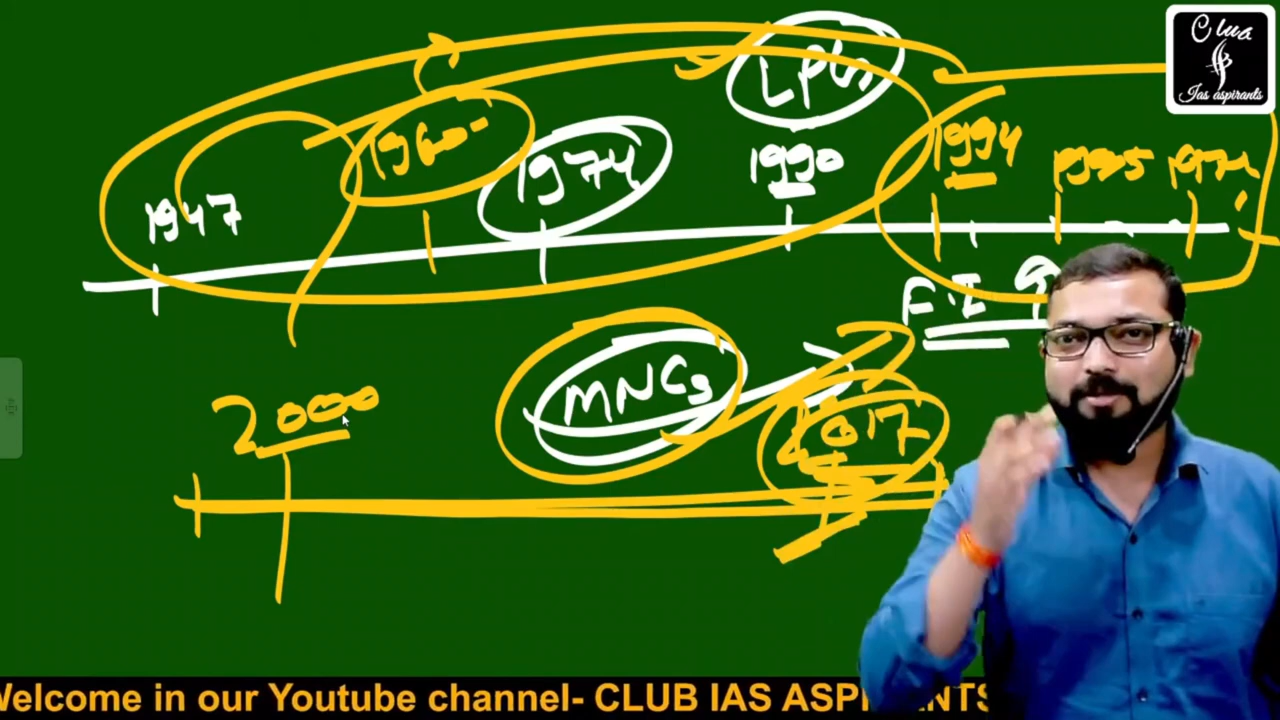 Club
Ias aspirants
LPG
1947
1960-
1974
1990
1994
1995
F.I
MNCs
2000
2017
Welcome in our Youtube channel- CLUB IAS ASP
NTS